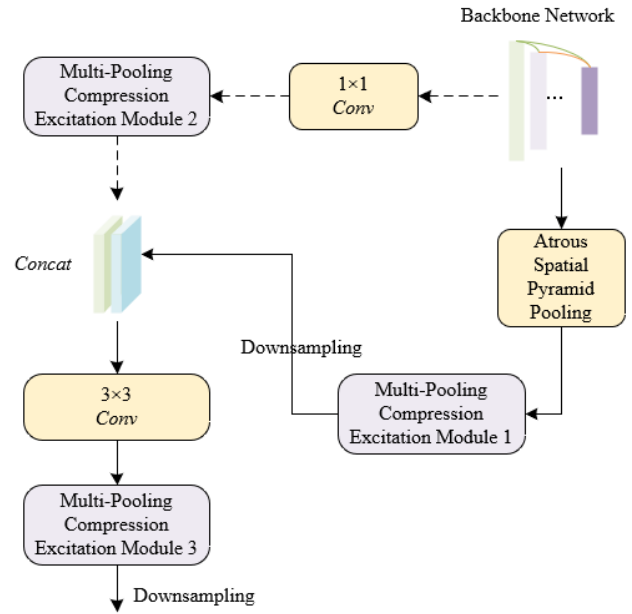 Backbone Network
Multi-Pooling
Compression
Excitation Module 2
1×1
Conv
...
Atrous
Spatial
Pyramid
Pooling
Concat
Downsampling
3×3
Conv
Multi-Pooling
Compression
Excitation Module 1
Multi-Pooling
Compression
Excitation Module 3
Downsampling